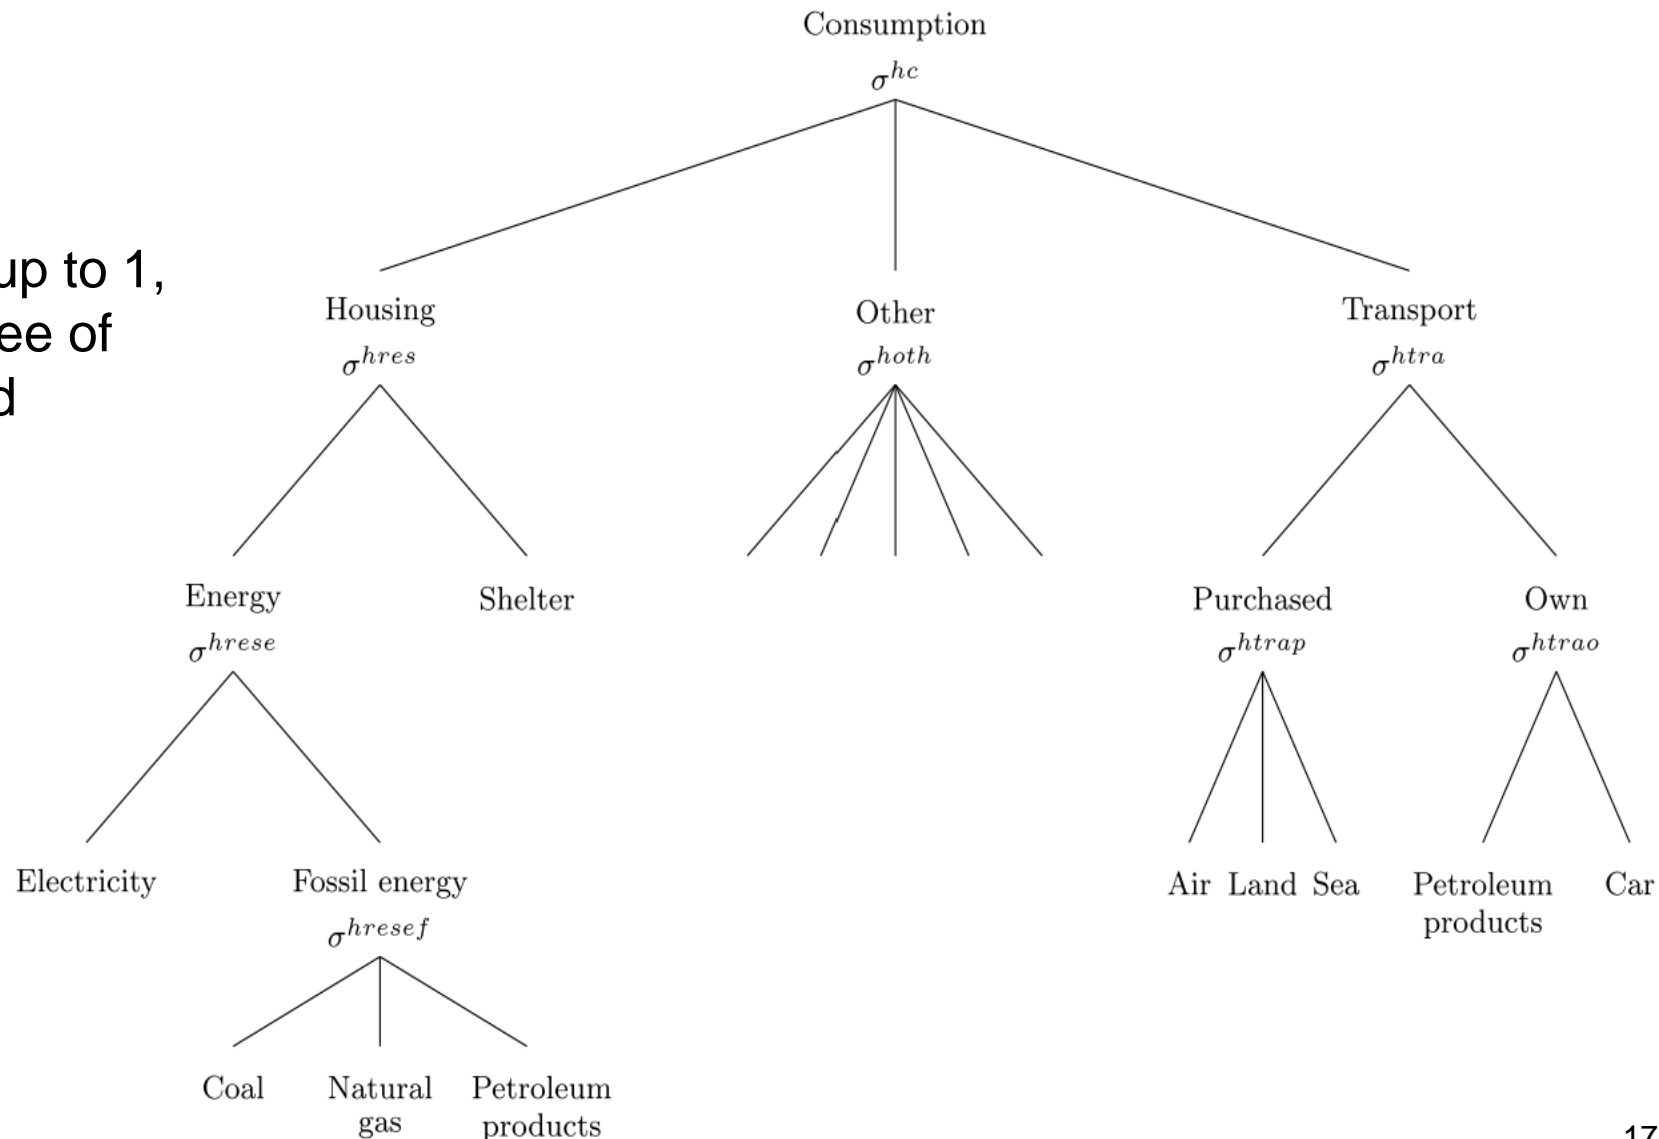 Consumption
σ^{hc}
up to 1,
ee of
d
Housing Other Transport
σ^{hres} σ^{hoth} σ^{htra}
Energy Shelter Purchased Own
σ^{hrese} σ^{htrap} σ^{htrao}
Electricity Fossil energy Air Land Sea Petroleum Car
products
σ^{hresef}
Coal Natural Petroleum
gas products
17